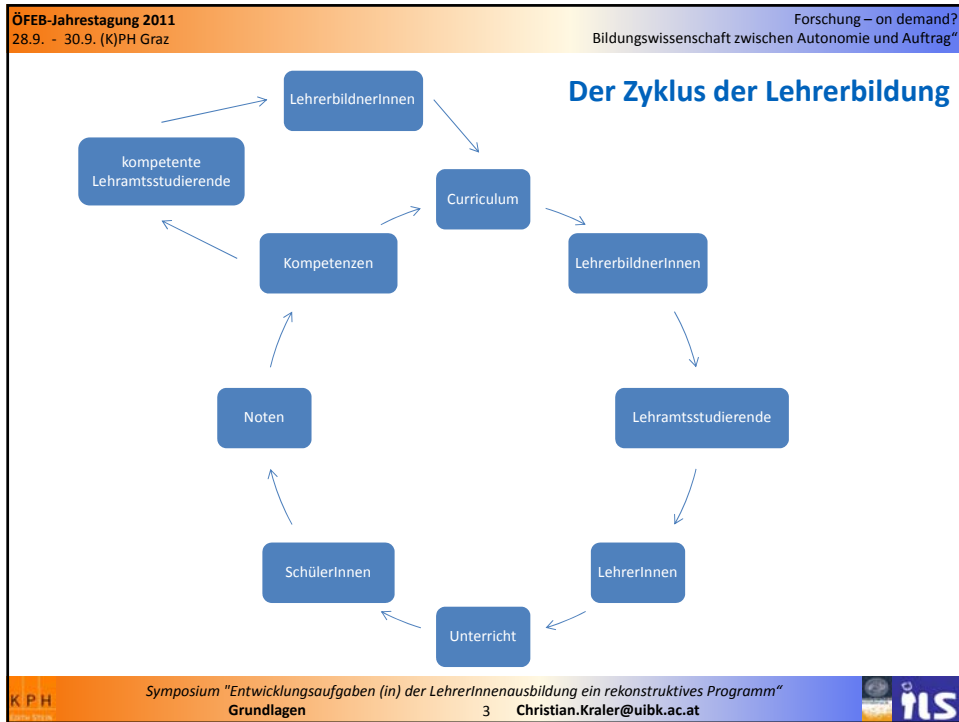 ÖFEB-Jahrestagung 2011
28.9. - 30.9. (K)PH Graz
Forschung – on demand?
Bildungswissenschaft zwischen Autonomie und Auftrag“
Der Zyklus der Lehrerbildung
LehrerbildnerInnen
kompetente
Lehramtsstudierende
Curriculum
Kompetenzen
LehrerbildnerInnen
Noten
Lehramtsstudierende
SchülerInnen
LehrerInnen
Unterricht
KPH
EDITH STEIN
Symposium "Entwicklungsaufgaben (in) der LehrerInnenausbildung ein rekonstruktives Programm“
Grundlagen 3 Christian.Kraler@uibk.ac.at
ILS